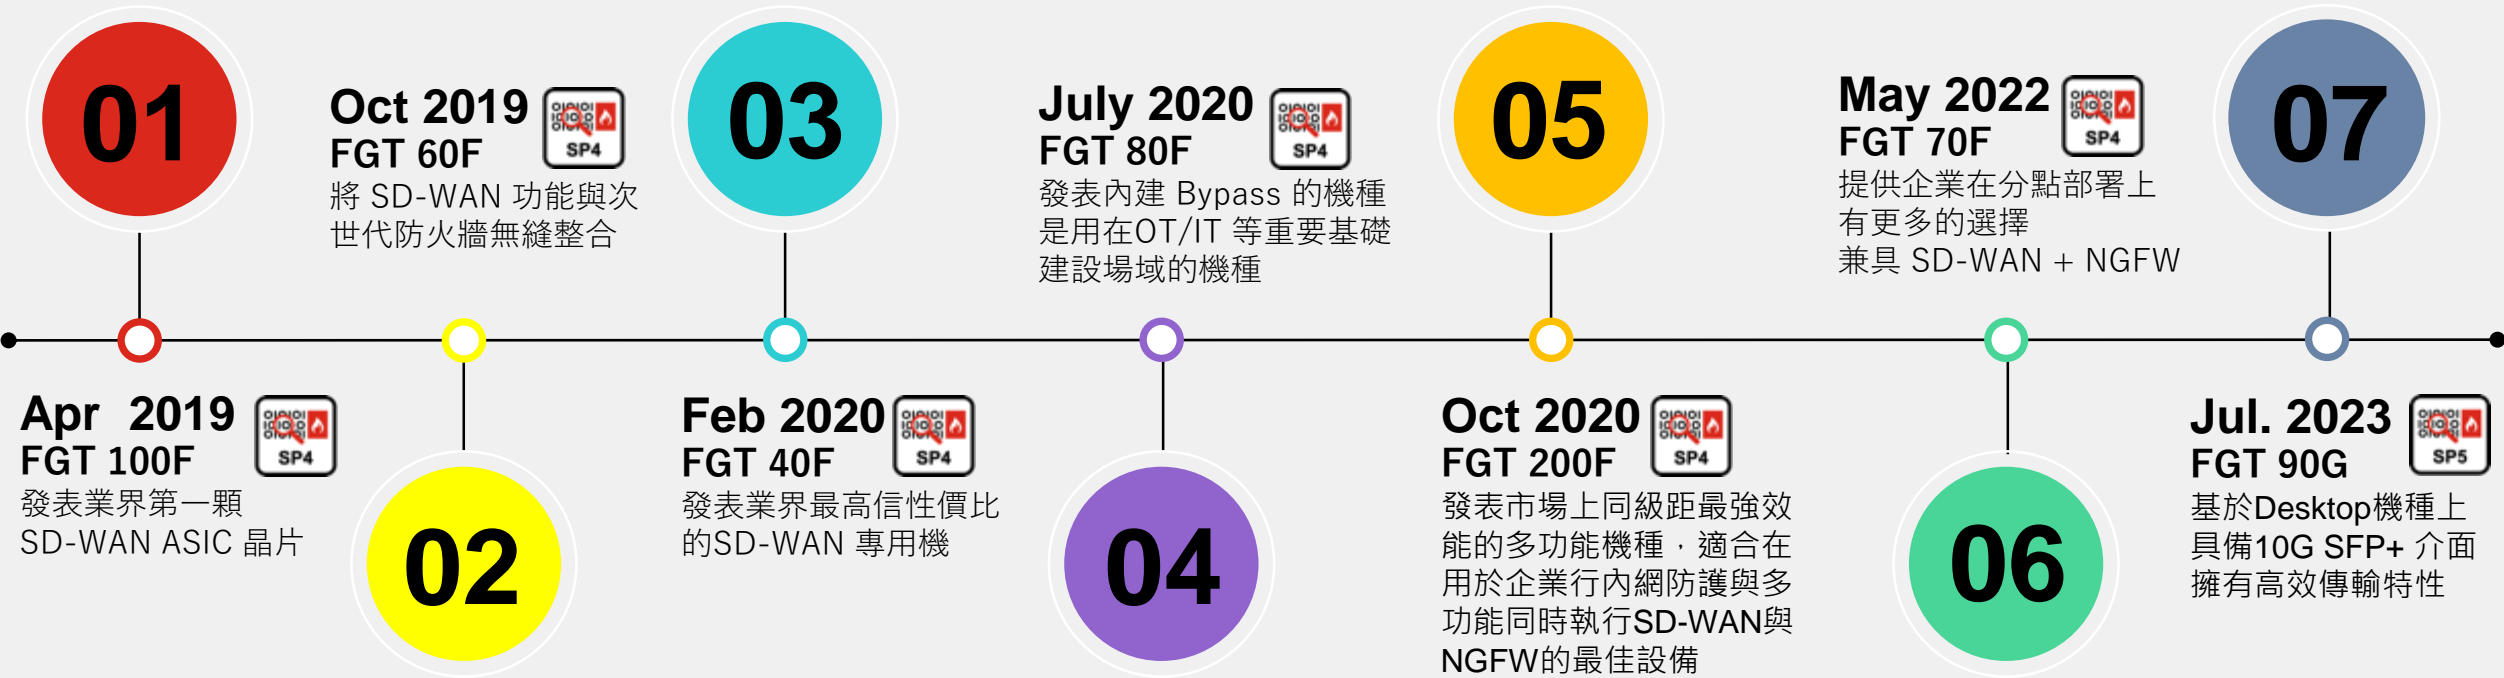 01
Apr 2019
FGT 100F
SP4
發表業界第一顆
SD-WAN ASIC 晶片
Oct 2019
FGT 60F
SP4
將 SD-WAN 功能與次
世代防火牆無縫整合
02
03
Feb 2020
FGT 40F
SP4
發表業界最高信性價比
的SD-WAN 專用機
July 2020
FGT 80F
SP4
發表內建 Bypass 的機種
是用在OT/IT 等重要基礎
建設場域的機種
04
05
Oct 2020
FGT 200F
SP4
發表市場上同級距最強效
能的多功能機種，適合在
用於企業行內網防護與多
功能同時執行SD-WAN與
NGFW的最佳設備
May 2022
FGT 70F
SP4
提供企業在分點部署上
有更多的選擇
兼具 SD-WAN + NGFW
06
07
Jul. 2023
FGT 90G
SP5
基於Desktop機種上
具備10G SFP+ 介面
擁有高效傳輸特性